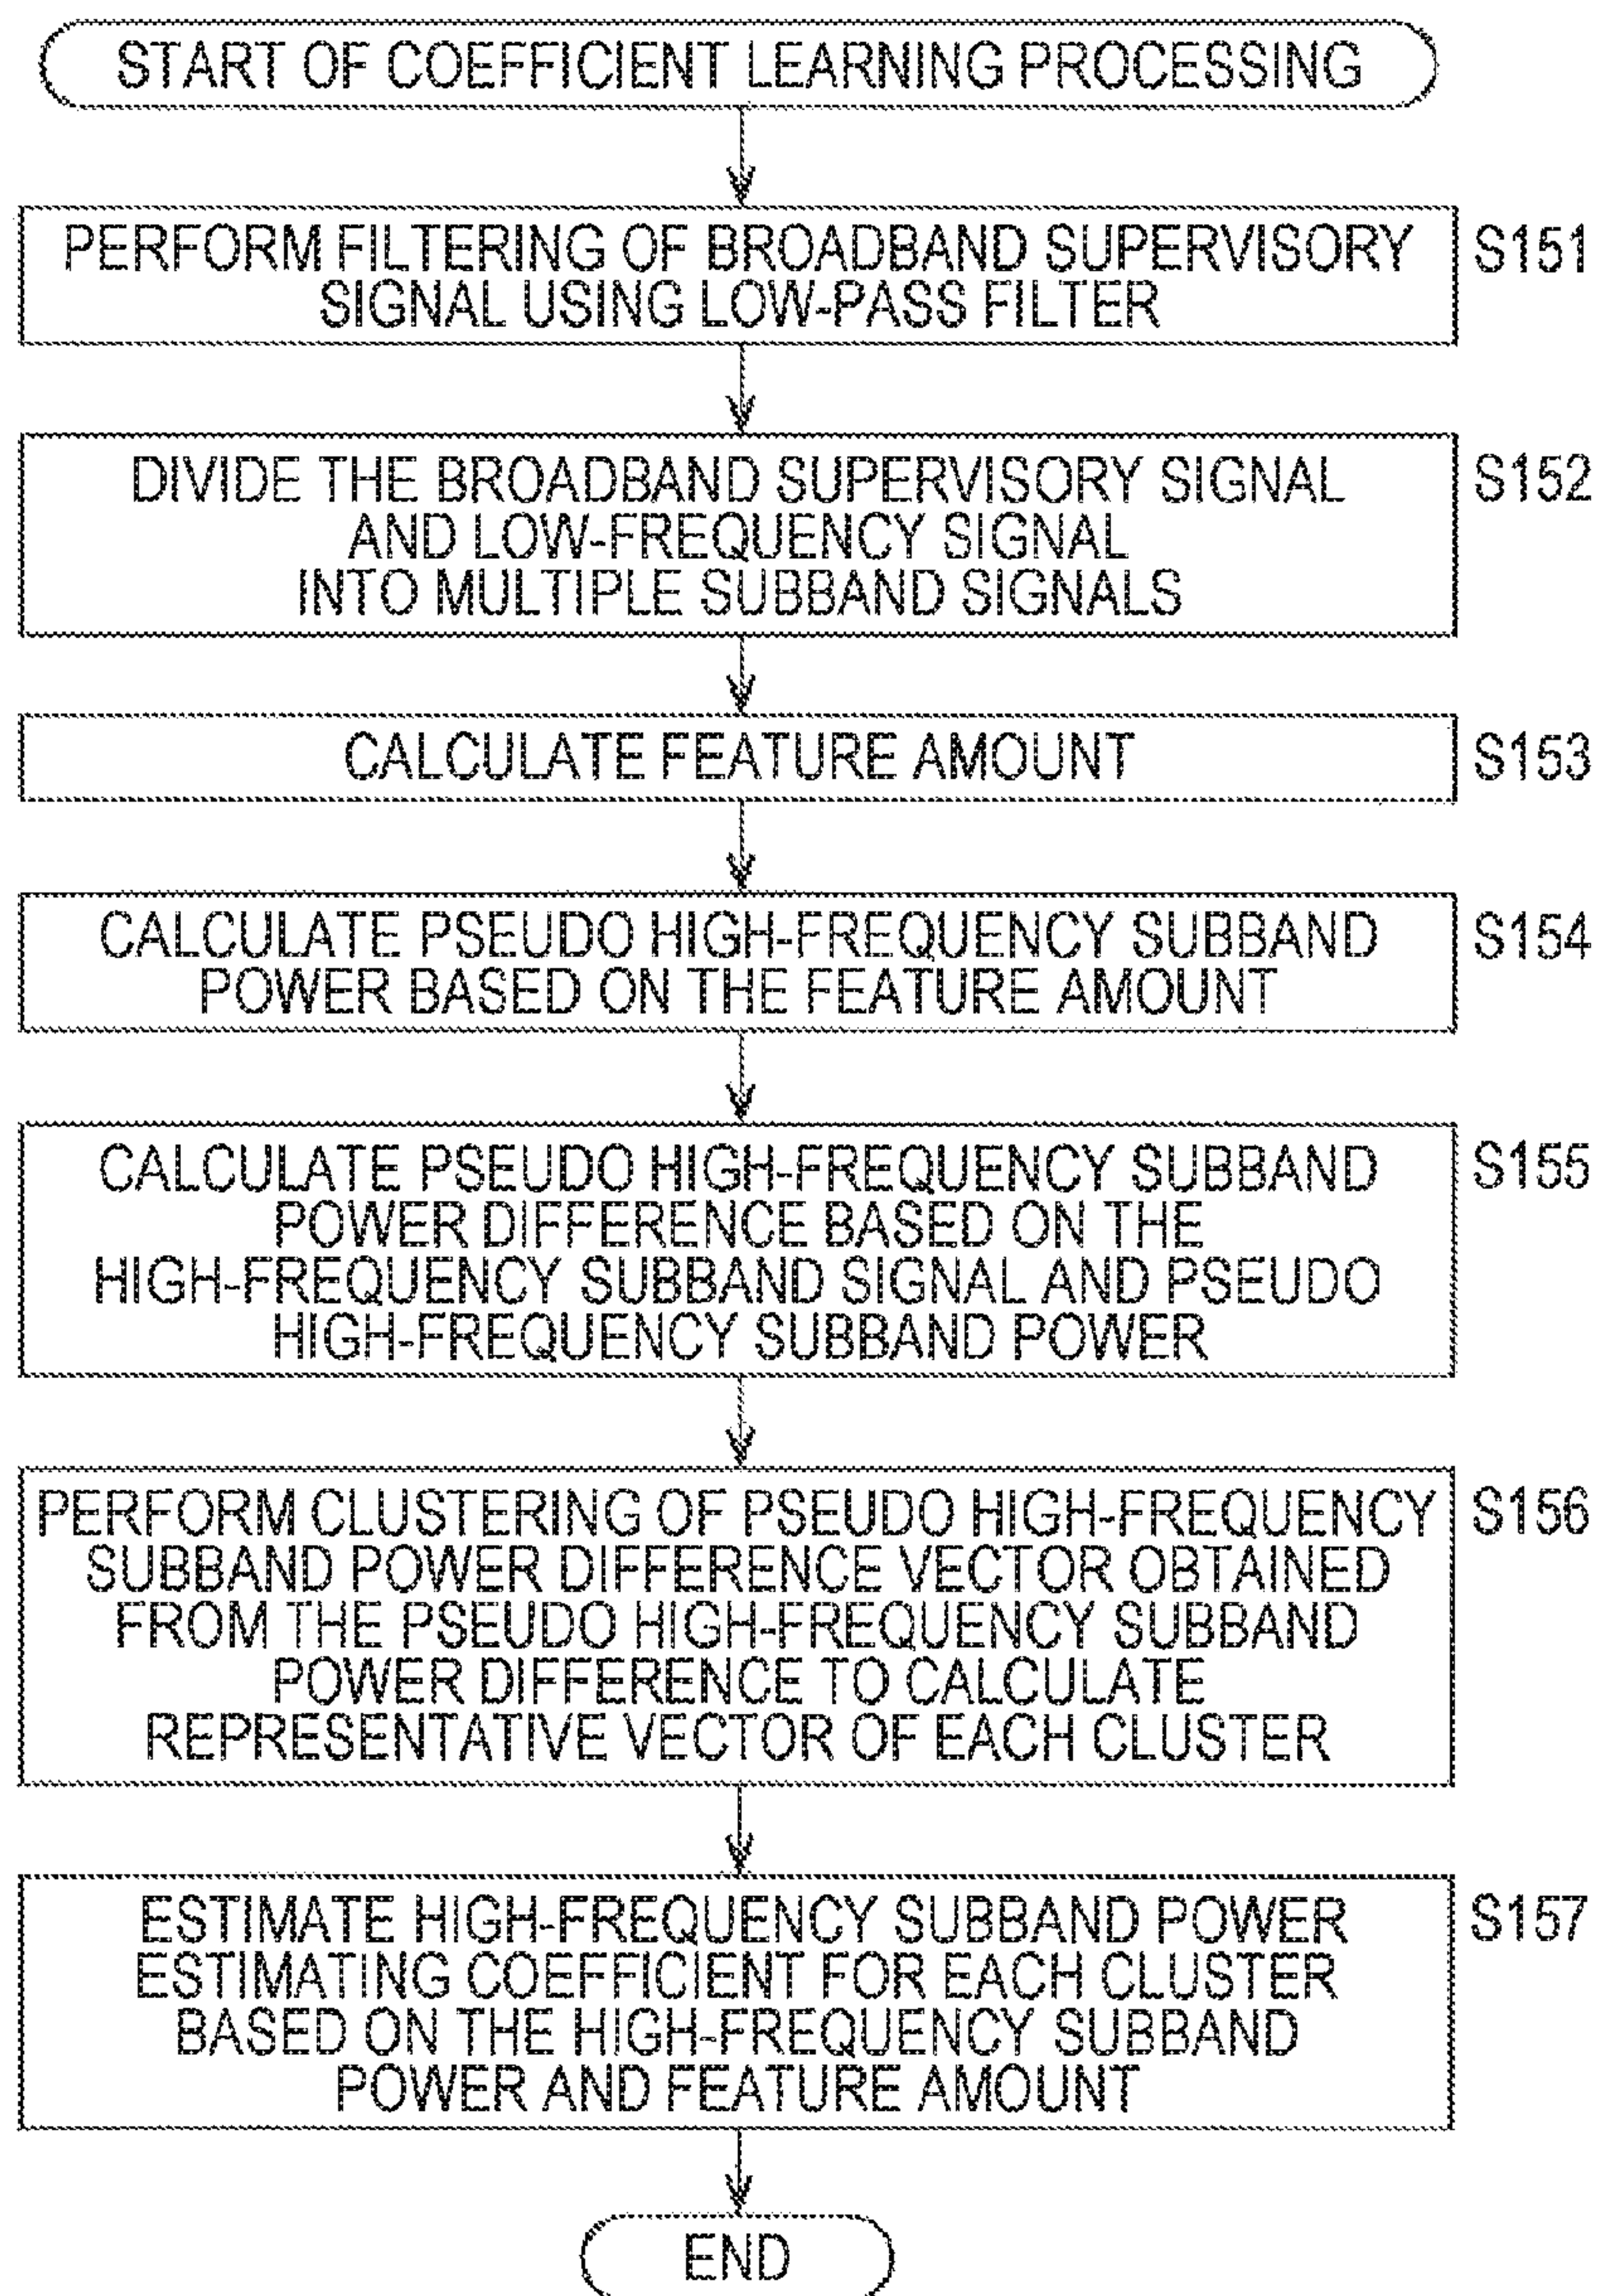 START OF COEFFICIENT LEARNING PROCESSING
PERFORM FILTERING OF BROADBAND SUPERVISORY
SIGNAL USING LOW-PASS FILTER
S151
DIVIDE THE BROADBAND SUPERVISORY SIGNAL
AND LOW-FREQUENCY SIGNAL
INTO MULTIPLE SUBBAND SIGNALS
S152
CALCULATE FEATURE AMOUNT
S153
CALCULATE PSEUDO HIGH-FREQUENCY SUBBAND
POWER BASED ON THE FEATURE AMOUNT
S154
CALCULATE PSEUDO HIGH-FREQUENCY SUBBAND
POWER DIFFERENCE BASED ON THE
HIGH-FREQUENCY SUBBAND SIGNAL AND PSEUDO
HIGH-FREQUENCY SUBBAND POWER
S155
PERFORM CLUSTERING OF PSEUDO HIGH-FREQUENCY
SUBBAND POWER DIFFERENCE VECTOR OBTAINED
FROM THE PSEUDO HIGH-FREQUENCY SUBBAND
POWER DIFFERENCE TO CALCULATE
REPRESENTATIVE VECTOR OF EACH CLUSTER
S156
ESTIMATE HIGH-FREQUENCY SUBBAND POWER
ESTIMATING COEFFICIENT FOR EACH CLUSTER
BASED ON THE HIGH-FREQUENCY SUBBAND
POWER AND FEATURE AMOUNT
S157
END